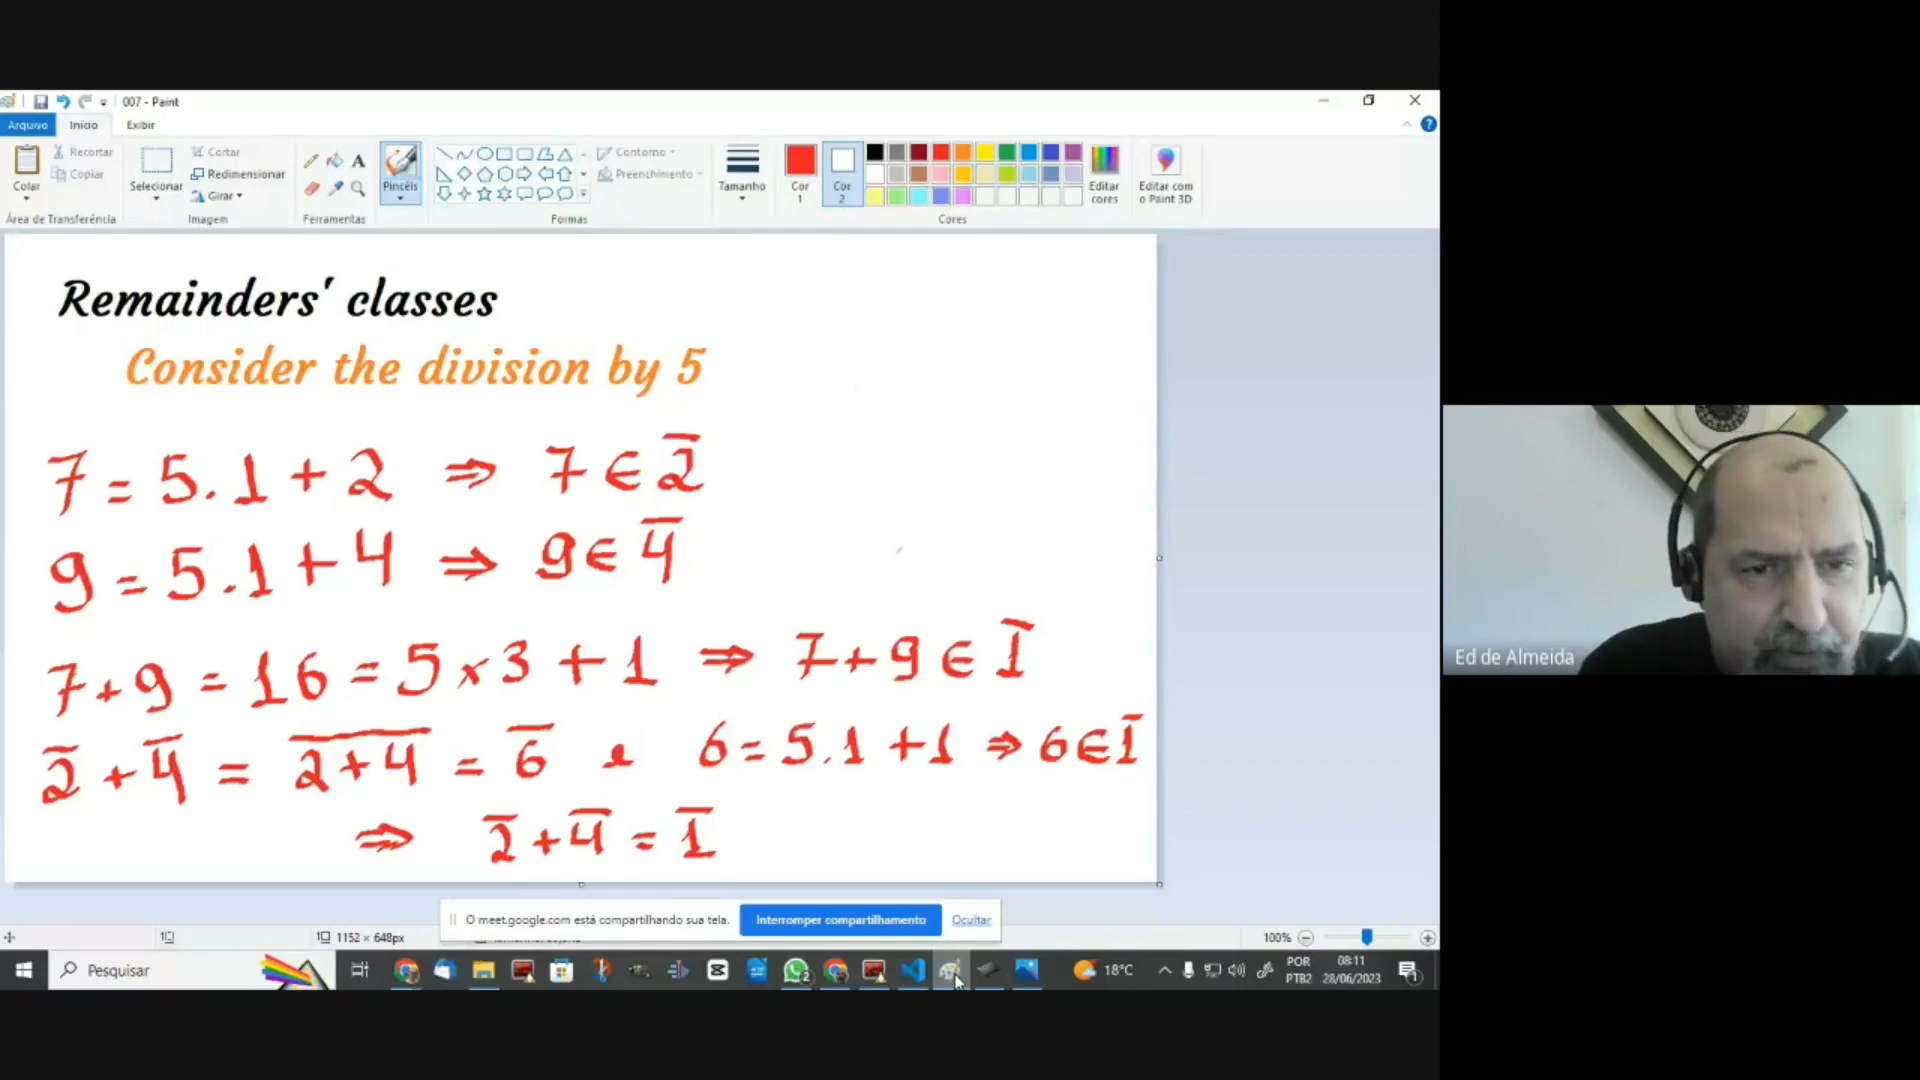 007 - Paint
Arquivo Início Exibir
Colar
Recortar
Copiar
Área de Transferência
Selecionar
Cortar
Redimensionar
Girar
Imagem
A
Ferramentas
Pincéis
Contorno
Preenchimento
Formas
Tamanho
Cor 1
Cor 2
Cores
Editar cores
Editar com o Paint 3D
Remainders' classes
Consider the division by 5
7 = 5.1 + 2 ⇒ 7 ∈ 2̅
9 = 5.1 + 4 ⇒ 9 ∈ 4̅
7 + 9 = 16 = 5 x 3 + 1 ⇒ 7 + 9 ∈ 1̅
2̅ + 4̅ = 2̅+̅4̅ = 6̅ e 6 = 5.1 + 1 ⇒ 6 ∈ 1̅
⇒ 2̅ + 4̅ = 1̅
Ed de Almeida
O meet.google.com está compartilhando sua tela. Interromper compartilhamento Ocultar
1152 × 648px
100%
Pesquisar
2
18°C
POR
PTB2
08:11
28/06/2023
1